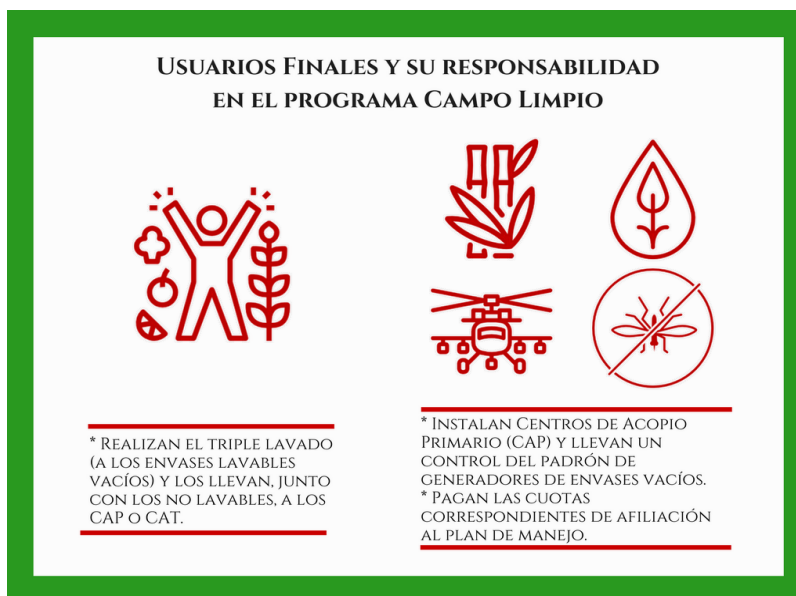 Usuarios Finales y su responsabilidad
en el programa Campo Limpio
* Realizan el triple lavado
(a los envases lavables
vacíos) y los llevan, junto
con los no lavables, a los
CAP o CAT.
* Instalan Centros de Acopio
Primario (CAP) y llevan un
control del padrón de
generadores de envases vacíos.
* Pagan las cuotas
correspondientes de afiliación
al plan de manejo.